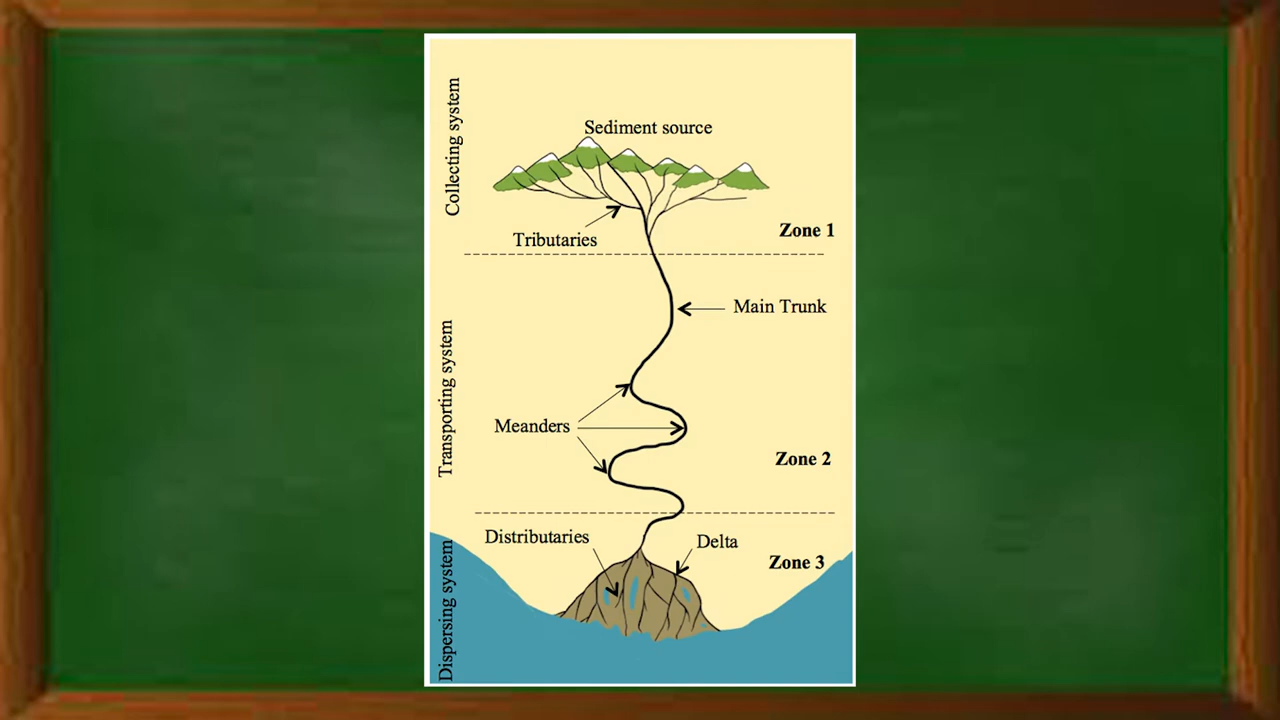 Collecting system
Sediment source
Tributaries
Zone 1
Main Trunk
Transporting system
Meanders
Zone 2
Distributaries
Delta
Zone 3
Dispersing system